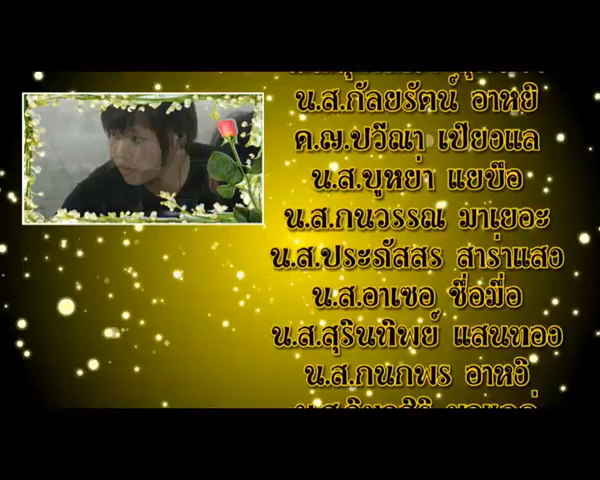 น.ส.กัลยรัตน์ อาหยิ
ด.ญ.ปวีณา เปียงแล
น.ส.บูหย่า แยบือ
น.ส.กนวรรณ มาเยอะ
น.ส.ประภัสสร สาร่าแสง
น.ส.อาเซอ ชื่อมื่อ
น.ส.สุรินทิพย์ แสนทอง
น.ส.กนกพร อาหงิ